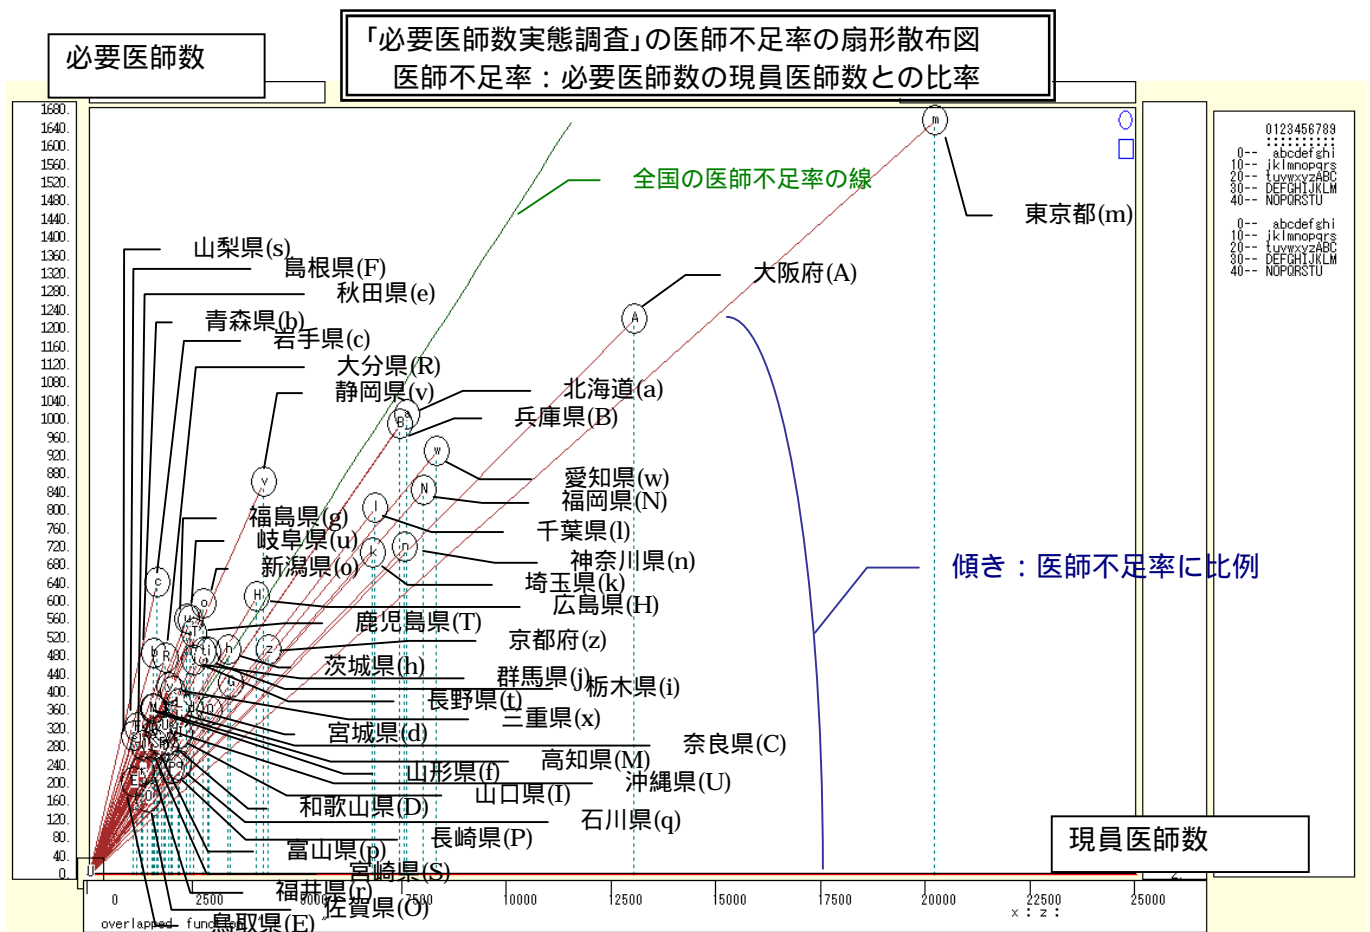 「必要医師数実態調査」の医師不足率の扇形散布図
医師不足率：必要医師数の現員医師数との比率
必要医師数
1680.
1640.
1600.
1560.
1520.
1480.
1440.
1400.
1360.
1320.
1280.
1240.
1200.
1160.
1120.
1080.
1040.
1000.
960.
920.
880.
840.
800.
760.
720.
680.
640.
600.
560.
520.
480.
440.
400.
360.
320.
280.
240.
200.
160.
120.
80.
40.
0.
全国の医師不足率の線
東京都(m)
山梨県(s)
島根県(F)
秋田県(e)
大阪府(A)
青森県(b)
岩手県(c)
大分県(R)
静岡県(v)
北海道(a)
兵庫県(B)
愛知県(w)
福岡県(N)
福島県(g)
岐阜県(u)
新潟県(o)
千葉県(l)
神奈川県(n)
埼玉県(k)
広島県(H)
傾き：医師不足率に比例
鹿児島県(T)
京都府(z)
茨城県(h)
群馬県(j)
栃木県(i)
長野県(t)
三重県(x)
宮城県(d)
奈良県(C)
高知県(M)
山形県(f)
沖縄県(U)
山口県(I)
和歌山県(D)
石川県(q)
長崎県(P)
富山県(p)
宮崎県(S)
福井県(r)
佐賀県(O)
鳥取県(E)
現員医師数
m
A
a
B
w
N
l
k
n
v
c
o
H
u
b
R
h
z
0 2500 5000 7500 10000 12500 15000 17500 20000 22500 25000
x : z :
overlapped
0123456789
0-- abcdefghi
10-- jklmnopqrs
20-- tuvwxyzABC
30-- DEFGHIJKLM
40-- NOPQRSTU
0-- abcdefghi
10-- jklmnopqrs
20-- tuvwxyzABC
30-- DEFGHIJKLM
40-- NOPQRSTU